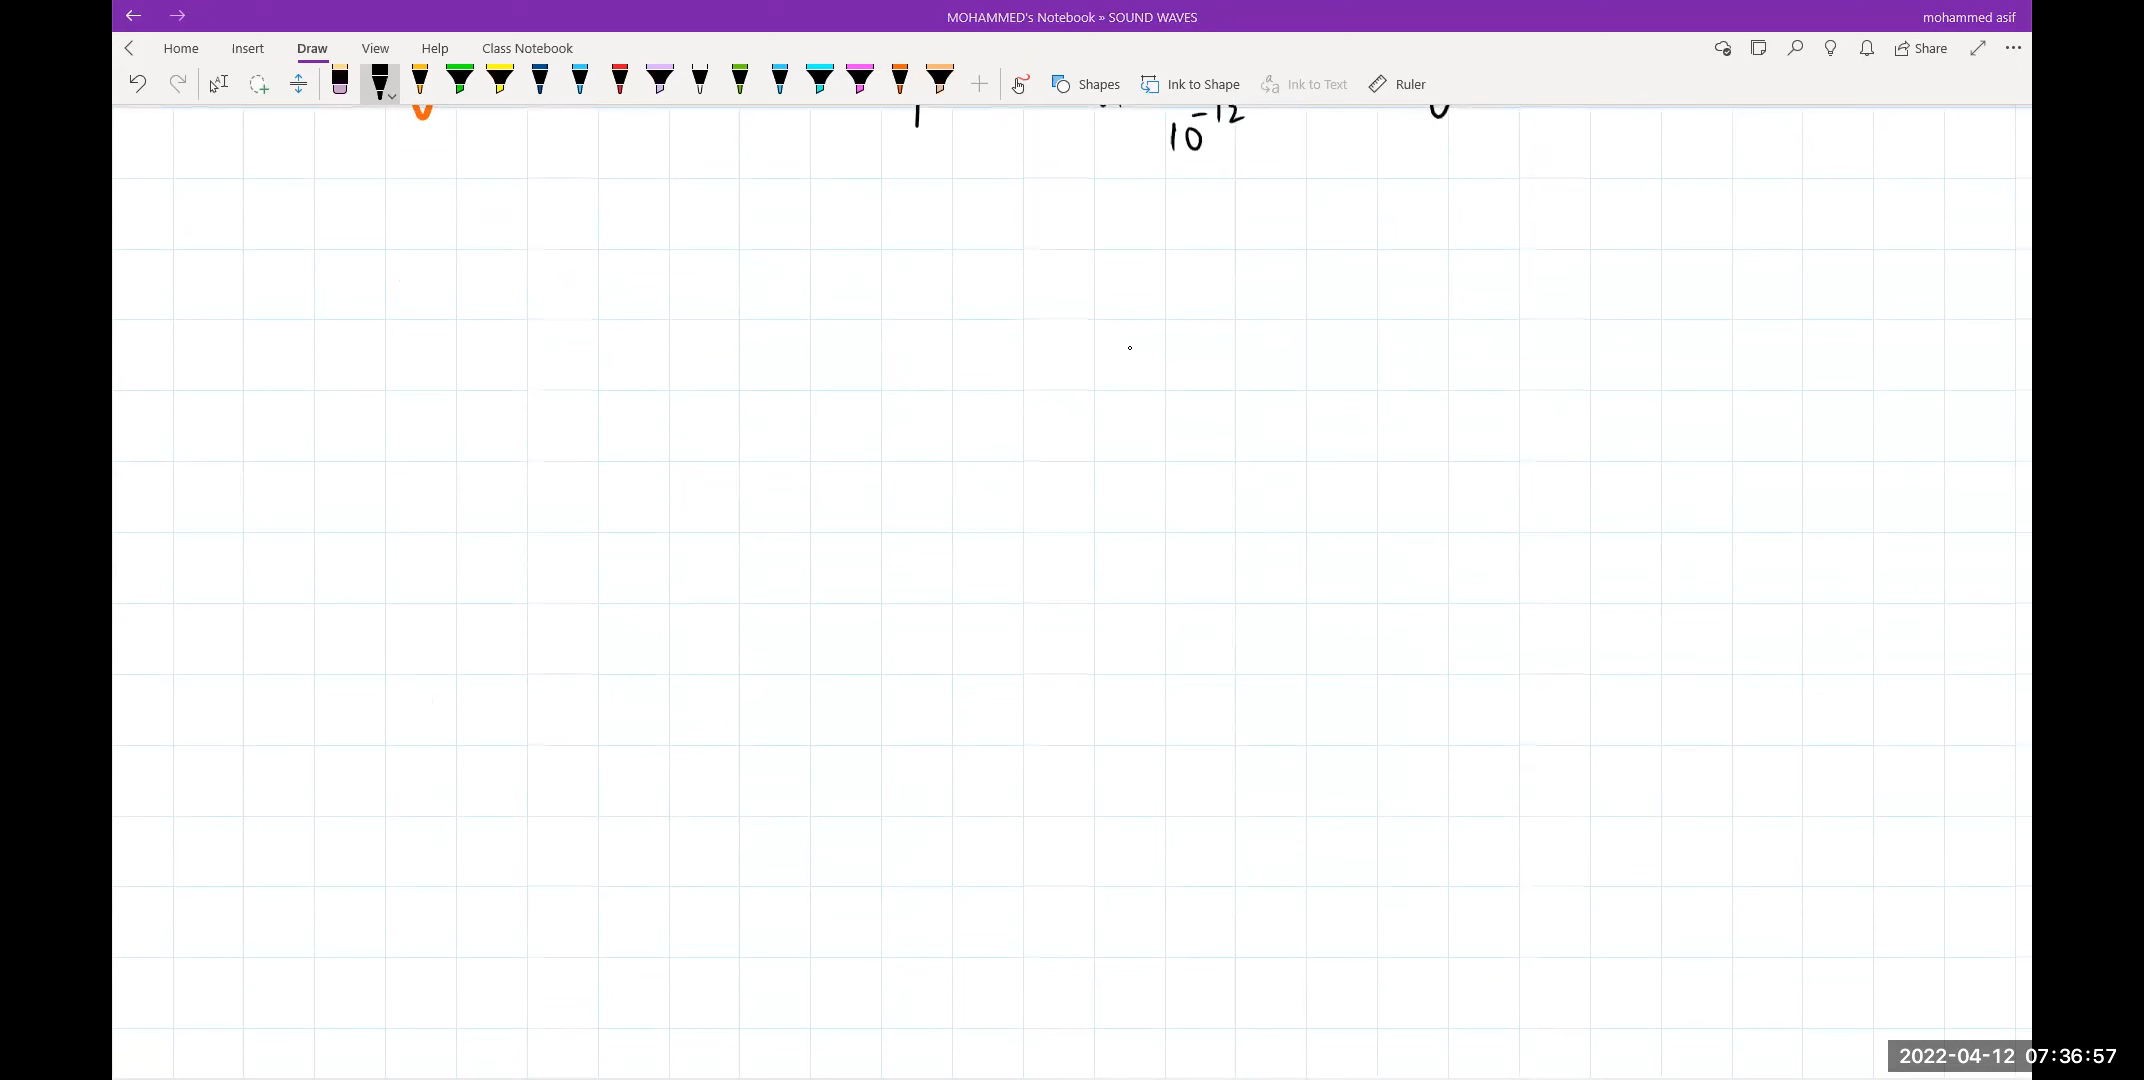 MOHAMMED's Notebook » SOUND WAVES
mohammed asif
Home Insert Draw View Help Class Notebook
Share
Shapes Ink to Shape Ink to Text Ruler
10⁻¹²
2022-04-12 07:36:57